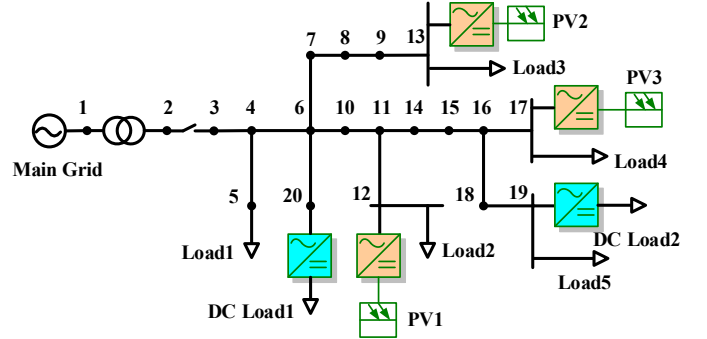 PV2
7 8 9 13
Load3
PV3
1 2 3 4 6 10 11 14 15 16 17
Main Grid
Load4
5 20 12 18 19
Load1
Load2
DC Load2
Load5
DC Load1
PV1